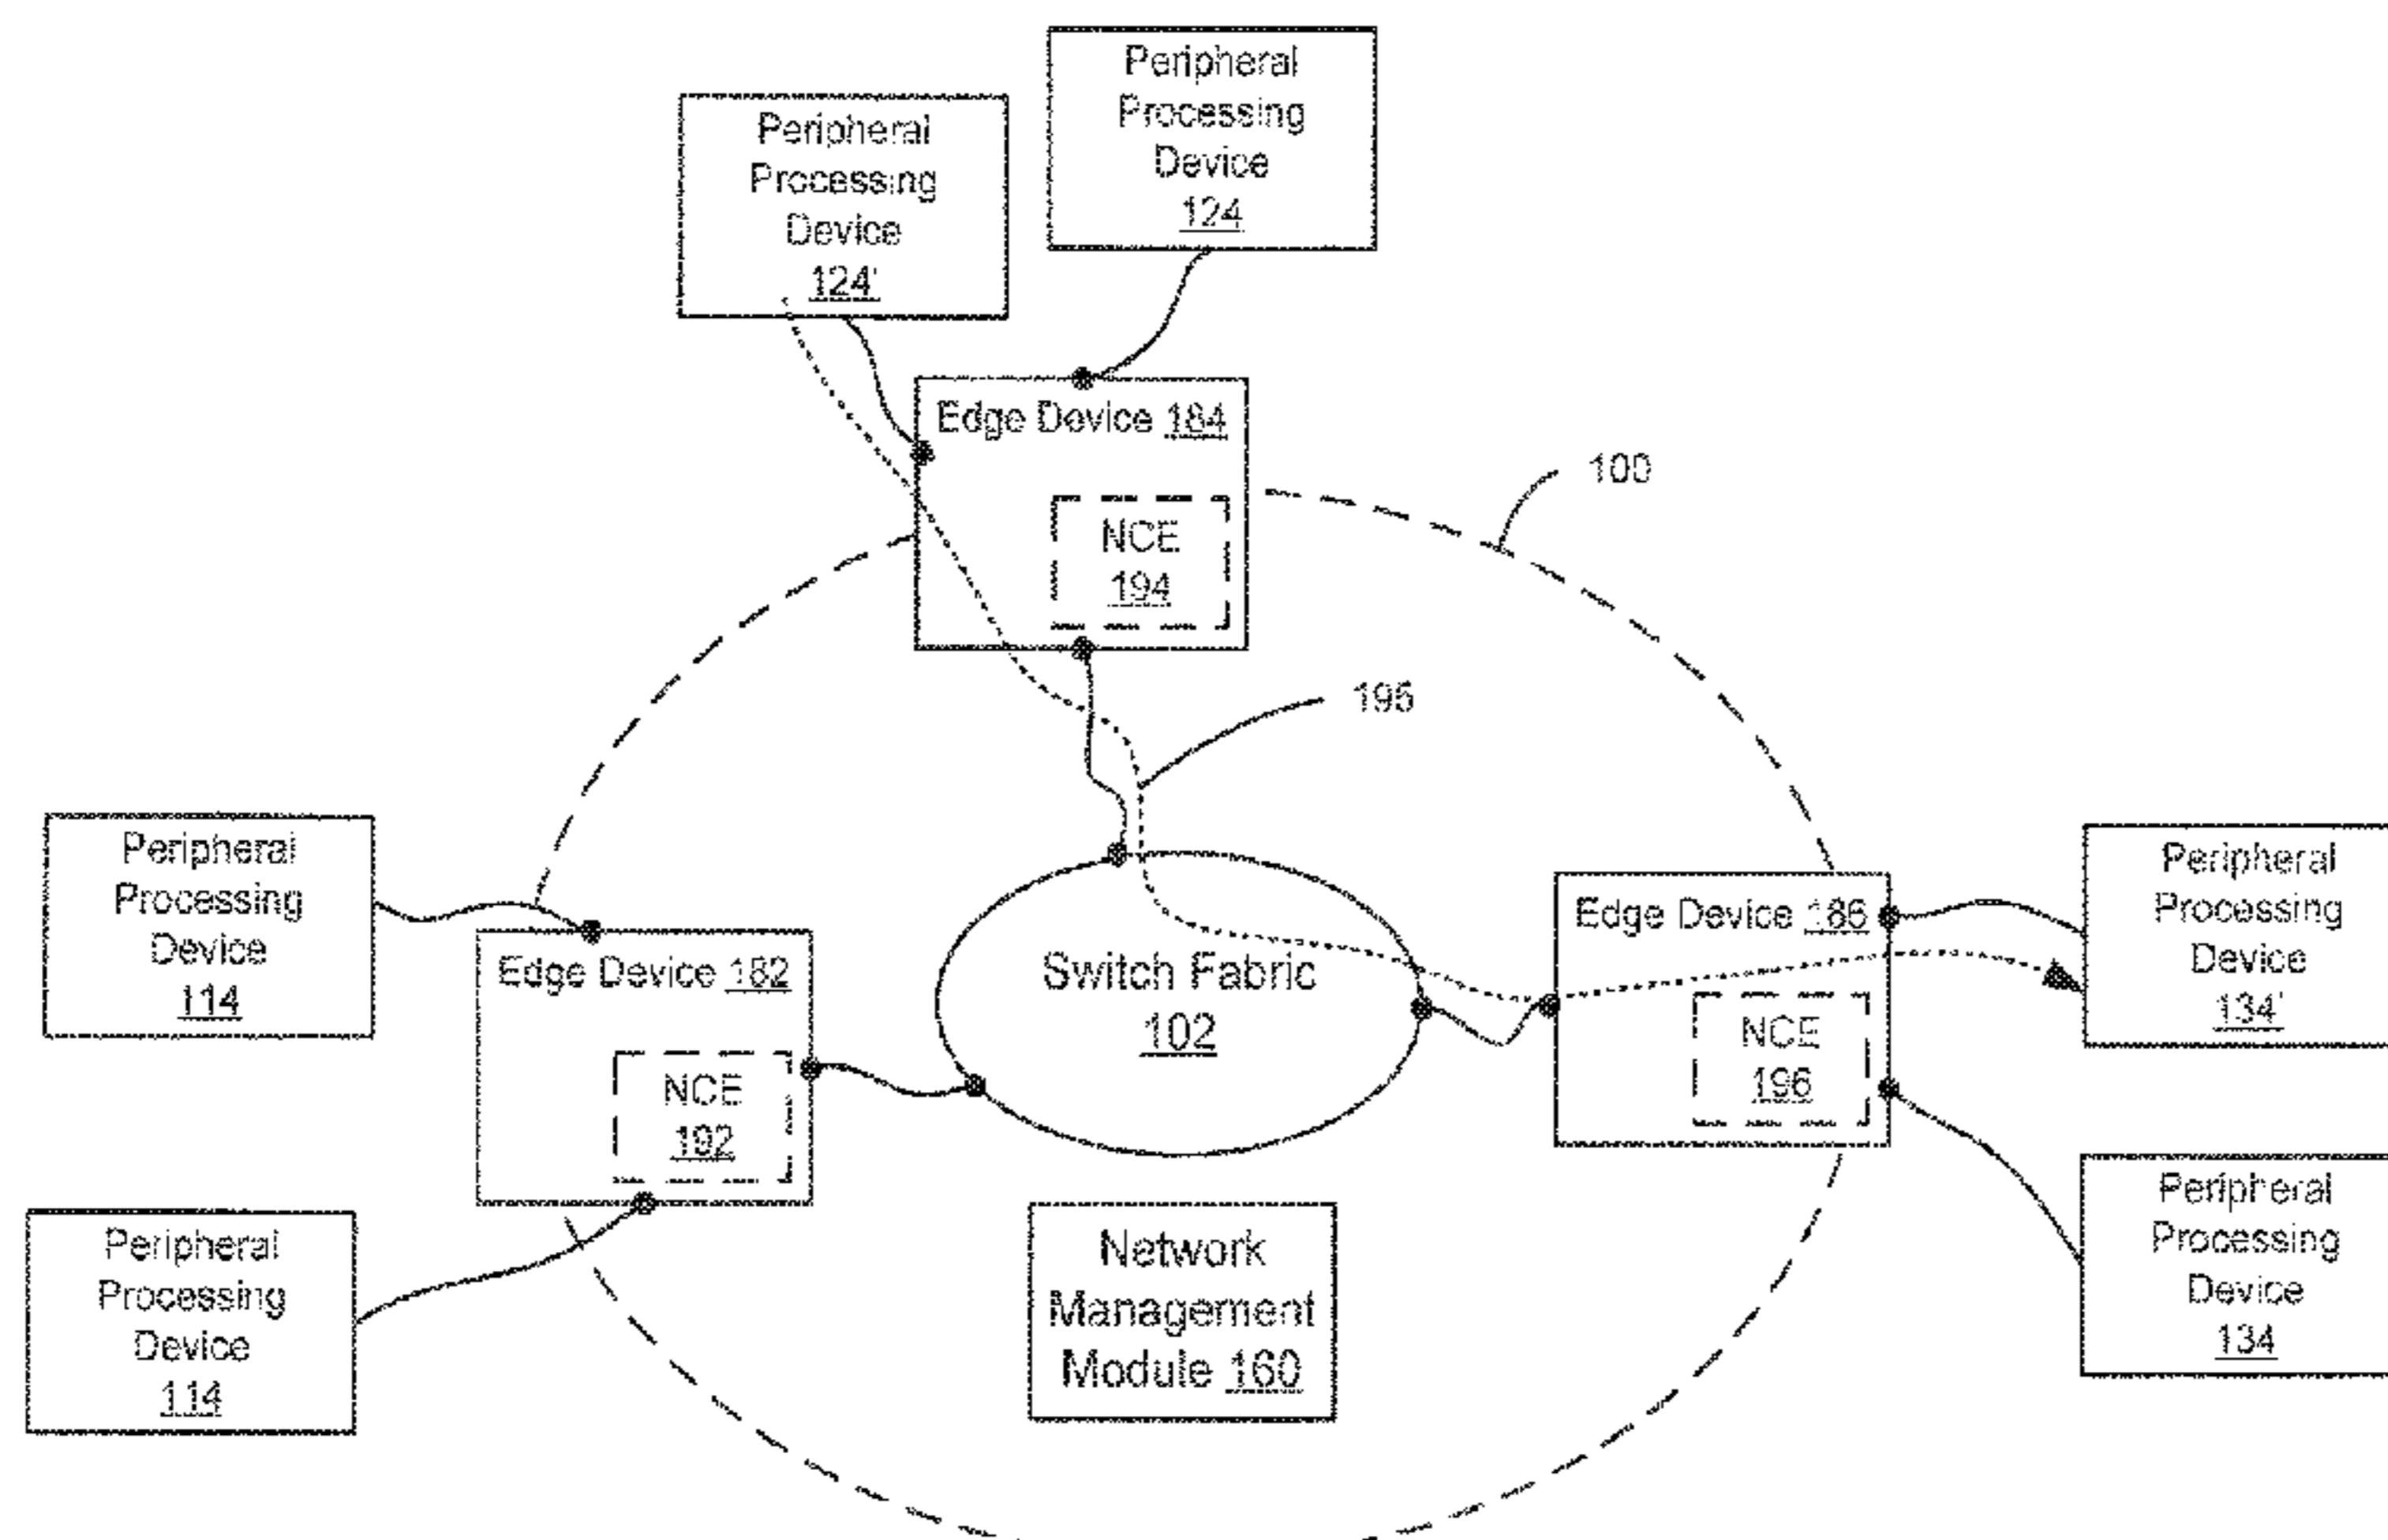 Peripheral
Processing
Device
124
Peripheral
Processing
Device
124'
Edge Device 184
NCE
194
100
195
Peripheral
Processing
Device
114
Edge Device 182
NCE
192
Switch Fabric
102
Edge Device 186
NCE
196
Peripheral
Processing
Device
134'
Peripheral
Processing
Device
114
Network
Management
Module 160
Peripheral
Processing
Device
134